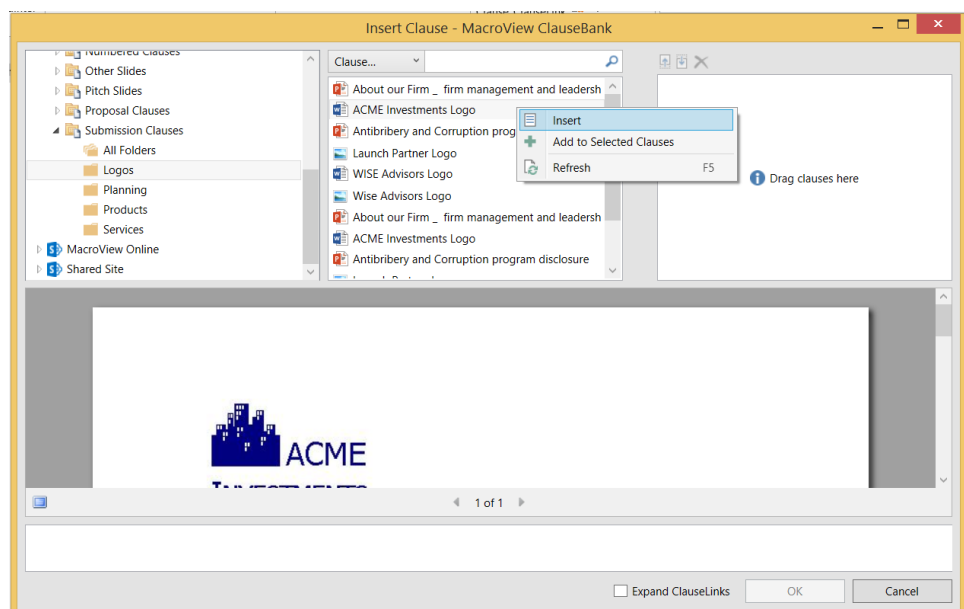 Insert Clause - MacroView ClauseBank
Numbered Clauses
Other Slides
Pitch Slides
Proposal Clauses
Submission Clauses
All Folders
Logos
Planning
Products
Services
MacroView Online
Shared Site
Clause...
About our Firm _ firm management and leadersh
ACME Investments Logo
Antibribery and Corruption prog
Launch Partner Logo
WISE Advisors Logo
Wise Advisors Logo
About our Firm _ firm management and leadersh
ACME Investments Logo
Antibribery and Corruption program disclosure
Insert
Add to Selected Clauses
Refresh F5
Drag clauses here
ACME
INVESTMENTS
1 of 1
Expand ClauseLinks
OK
Cancel